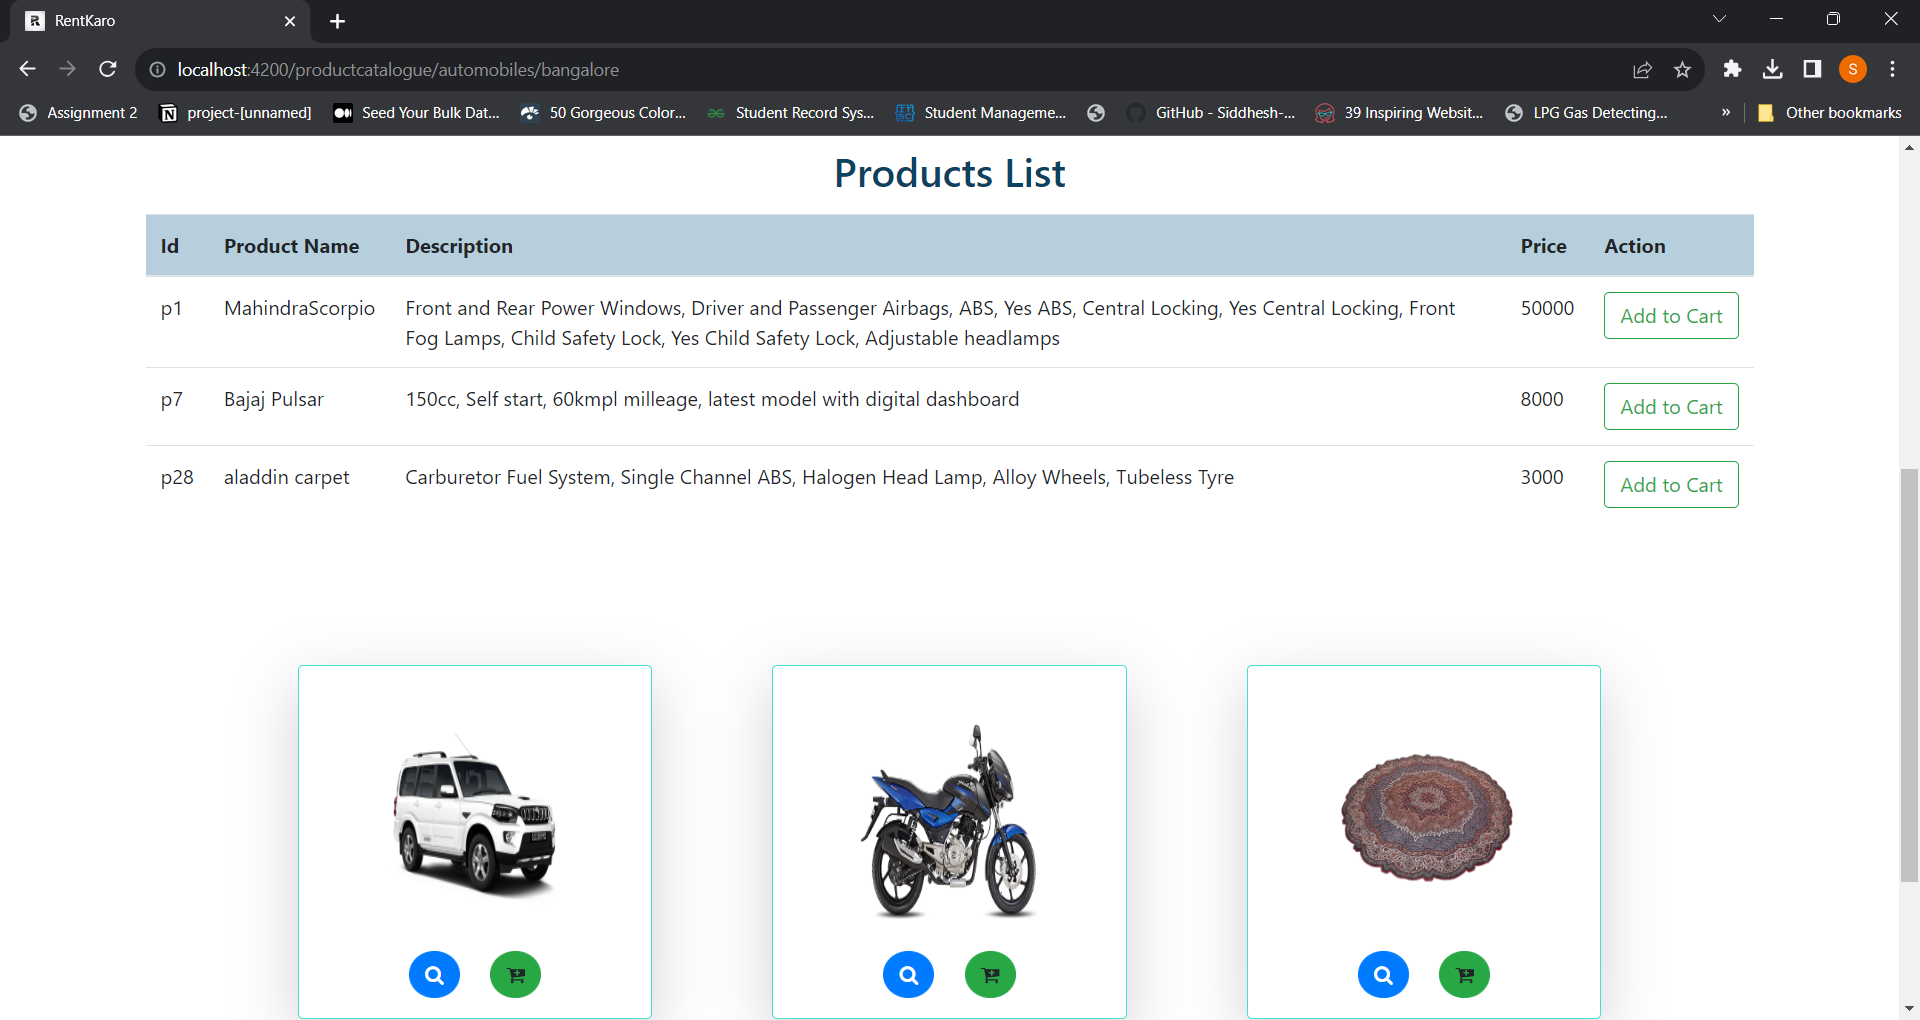 RentKaro
localhost:4200/productcatalogue/automobiles/bangalore
S
Assignment 2 project-[unnamed] Seed Your Bulk Dat... 50 Gorgeous Color... Student Record Sys... Student Manageme... GitHub - Siddhesh-... 39 Inspiring Websit... LPG Gas Detecting... » Other bookmarks
Products List
Id Product Name Description Price Action
p1 MahindraScorpio Front and Rear Power Windows, Driver and Passenger Airbags, ABS, Yes ABS, Central Locking, Yes Central Locking, Front 50000 Add to Cart
Fog Lamps, Child Safety Lock, Yes Child Safety Lock, Adjustable headlamps
p7 Bajaj Pulsar 150cc, Self start, 60kmpl milleage, latest model with digital dashboard 8000 Add to Cart
p28 aladdin carpet Carburetor Fuel System, Single Channel ABS, Halogen Head Lamp, Alloy Wheels, Tubeless Tyre 3000 Add to Cart